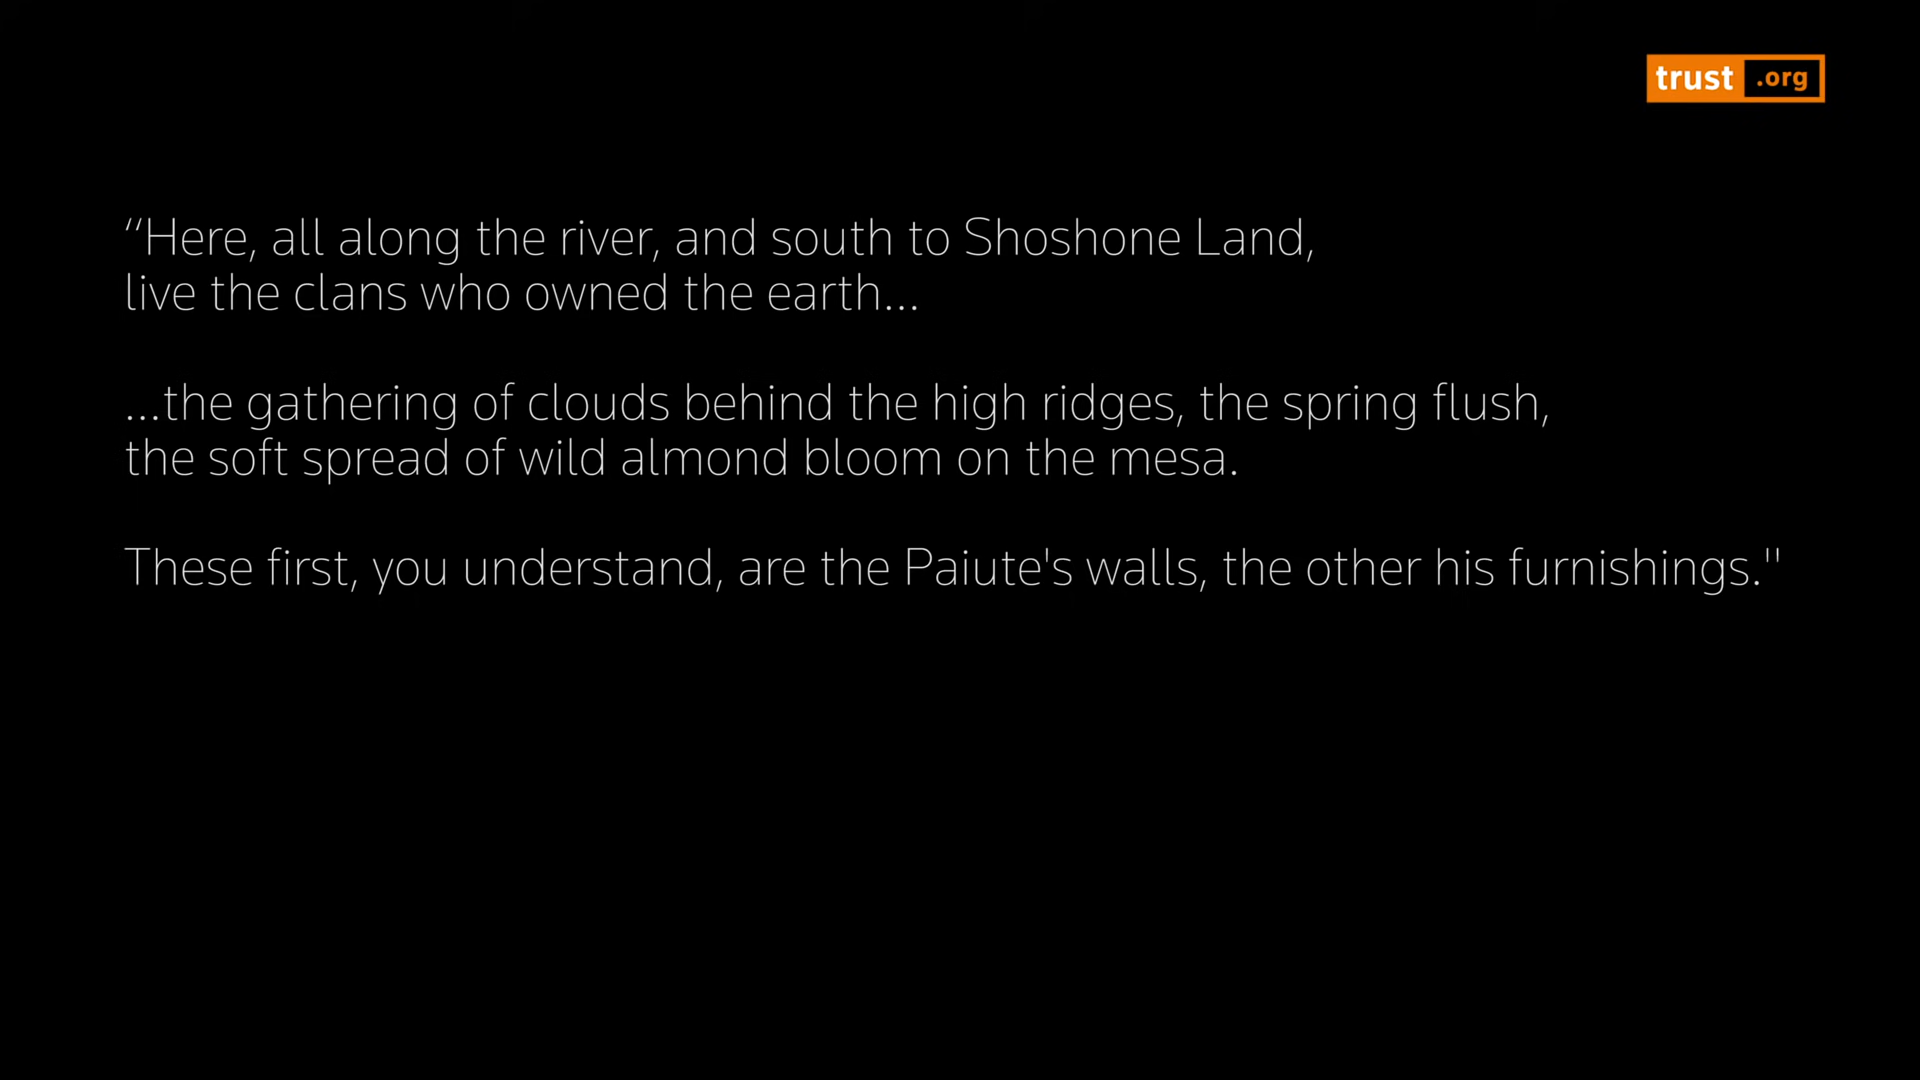 trust .org
“Here, all along the river, and south to Shoshone Land,
live the clans who owned the earth...
...the gathering of clouds behind the high ridges, the spring flush,
the soft spread of wild almond bloom on the mesa.
These first, you understand, are the Paiute's walls, the other his furnishings."